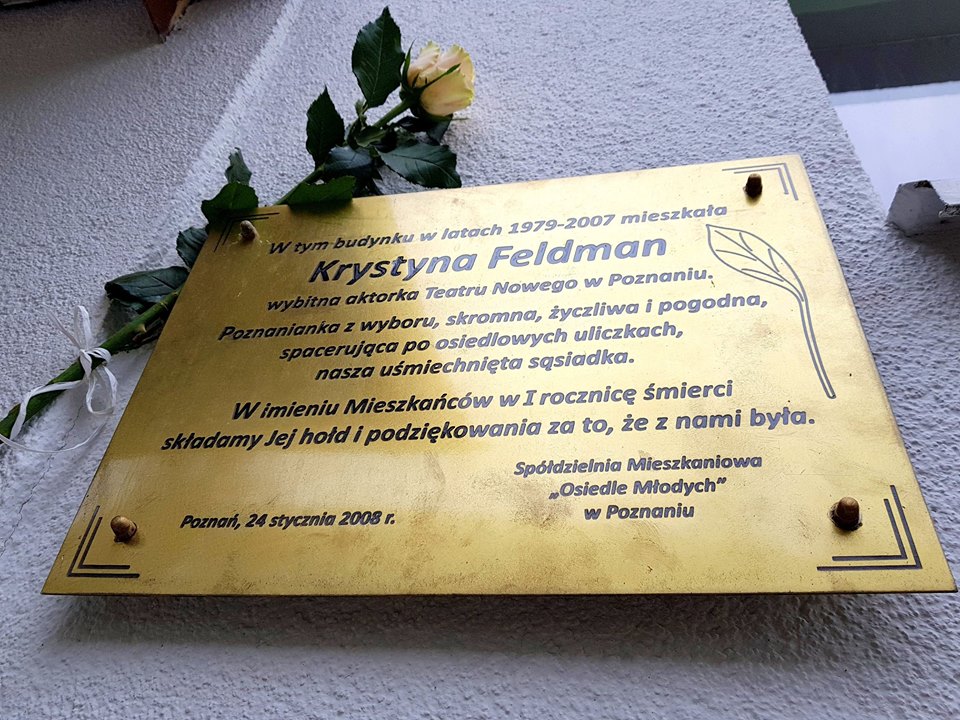 W tym budynku w latach 1979-2007 mieszkała
Krystyna Feldman
wybitna aktorka Teatru Nowego w Poznaniu.
Poznanianka z wyboru, skromna, życzliwa i pogodna,
spacerująca po osiedlowych uliczkach,
nasza uśmiechnięta sąsiadka.
W imieniu Mieszkańców w I rocznicę śmierci
składamy Jej hołd i podziękowania za to, że z nami była.
Spółdzielnia Mieszkaniowa
„Osiedle Młodych”
w Poznaniu
Poznań, 24 stycznia 2008 r.